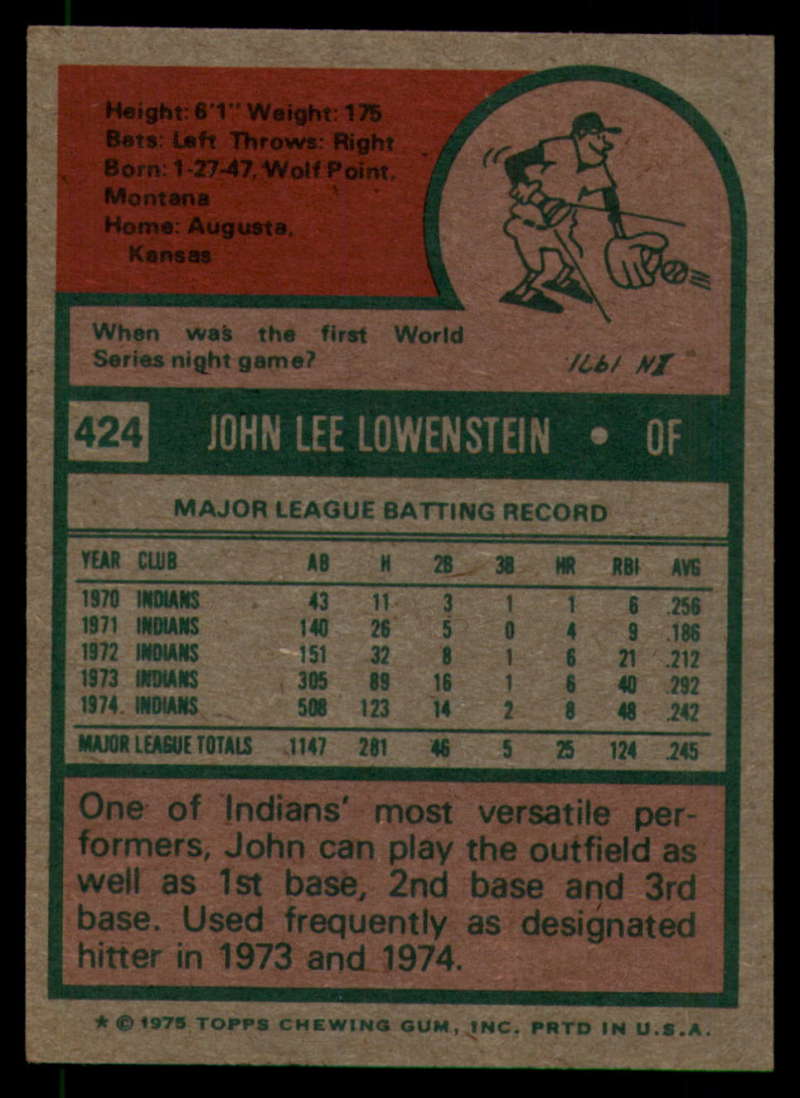 Height: 6'1" Weight: 175
Bats: Left Throws: Right
Born: 1-27-47, Wolf Point,
Montana
Home: Augusta,
Kansas
When was the first World
Series night game?
IN 1971
424 JOHN LEE LOWENSTEIN • OF
MAJOR LEAGUE BATTING RECORD
YEAR CLUB AB H 2B 3B HR RBI AVG
1970 INDIANS 43 11 3 1 1 6 .256
1971 INDIANS 140 26 5 0 4 9 .186
1972 INDIANS 151 32 8 1 6 21 .212
1973 INDIANS 305 89 16 1 6 40 .292
1974 INDIANS 508 123 14 2 8 48 .242
MAJOR LEAGUE TOTALS 1147 281 46 5 25 124 .245
One of Indians' most versatile per-
formers, John can play the outfield as
well as 1st base, 2nd base and 3rd
base. Used frequently as designated
hitter in 1973 and 1974.
* © 1975 TOPPS CHEWING GUM, INC. PRTD IN U.S.A.